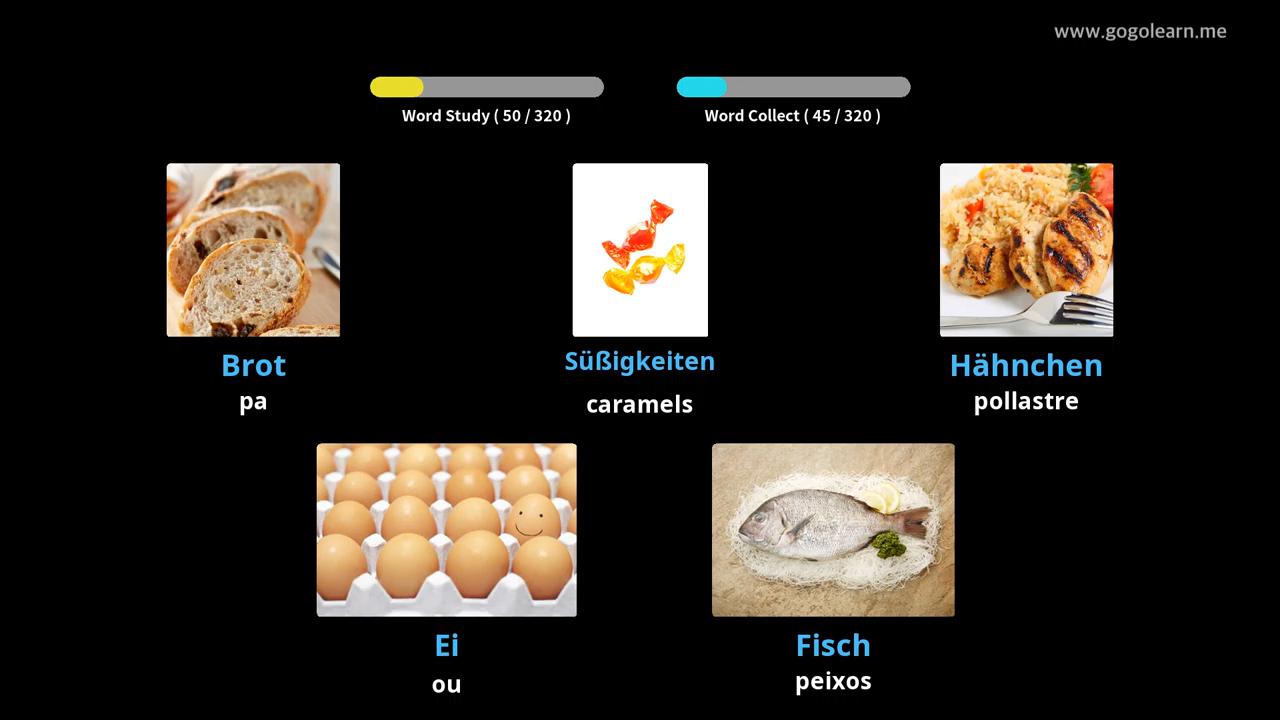 www.gogolearn.me
Word Study ( 50 / 320 )
Word Collect ( 45 / 320 )
Brot
pa
Süßigkeiten
caramels
Hähnchen
pollastre
Ei
ou
Fisch
peixos